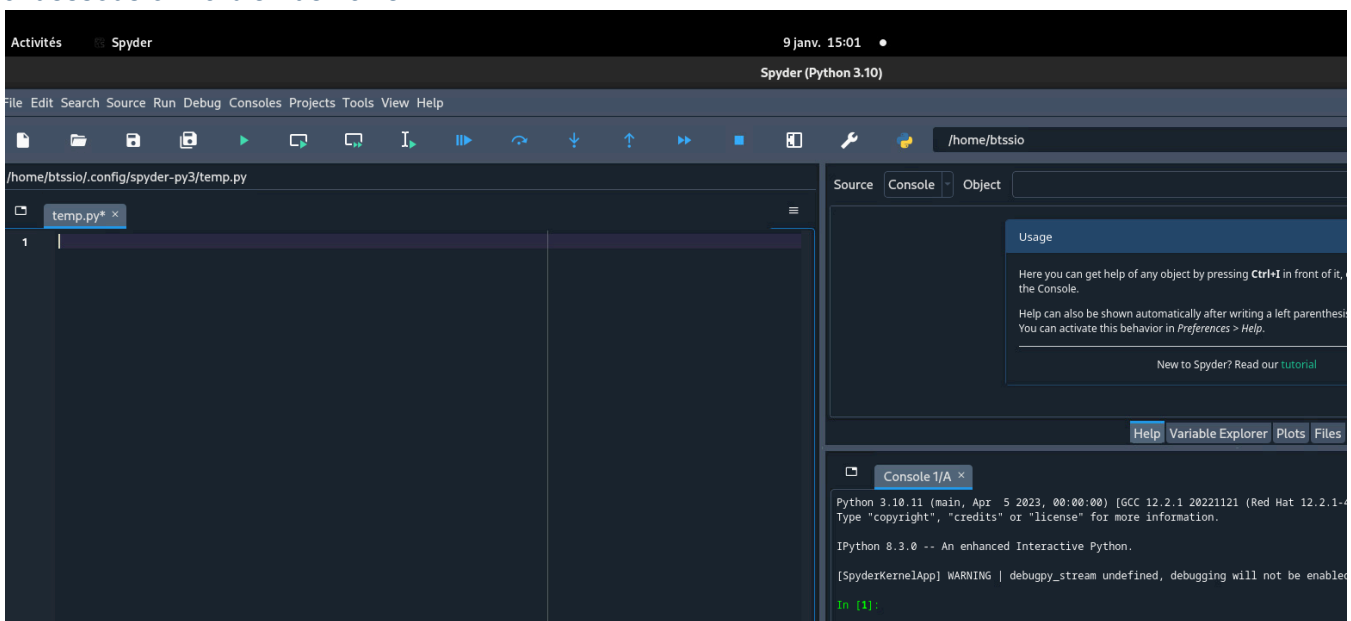 Activités Spyder 9 janv. 15:01
Spyder (Python 3.10)
File Edit Search Source Run Debug Consoles Projects Tools View Help
/home/btssio
/home/btssio/.config/spyder-py3/temp.py
temp.py*
1
Source Console Object
Usage
Here you can get help of any object by pressing Ctrl+I in front of it,
the Console.
Help can also be shown automatically after writing a left parenthesis
You can activate this behavior in Preferences > Help.
New to Spyder? Read our tutorial
Help Variable Explorer Plots Files
Console 1/A
Python 3.10.11 (main, Apr 5 2023, 00:00:00) [GCC 12.2.1 20221121 (Red Hat 12.2.1-4
Type "copyright", "credits" or "license" for more information.
IPython 8.3.0 -- An enhanced Interactive Python.
[SpyderKernelApp] WARNING | debugpy_stream undefined, debugging will not be enabled
In [1]: